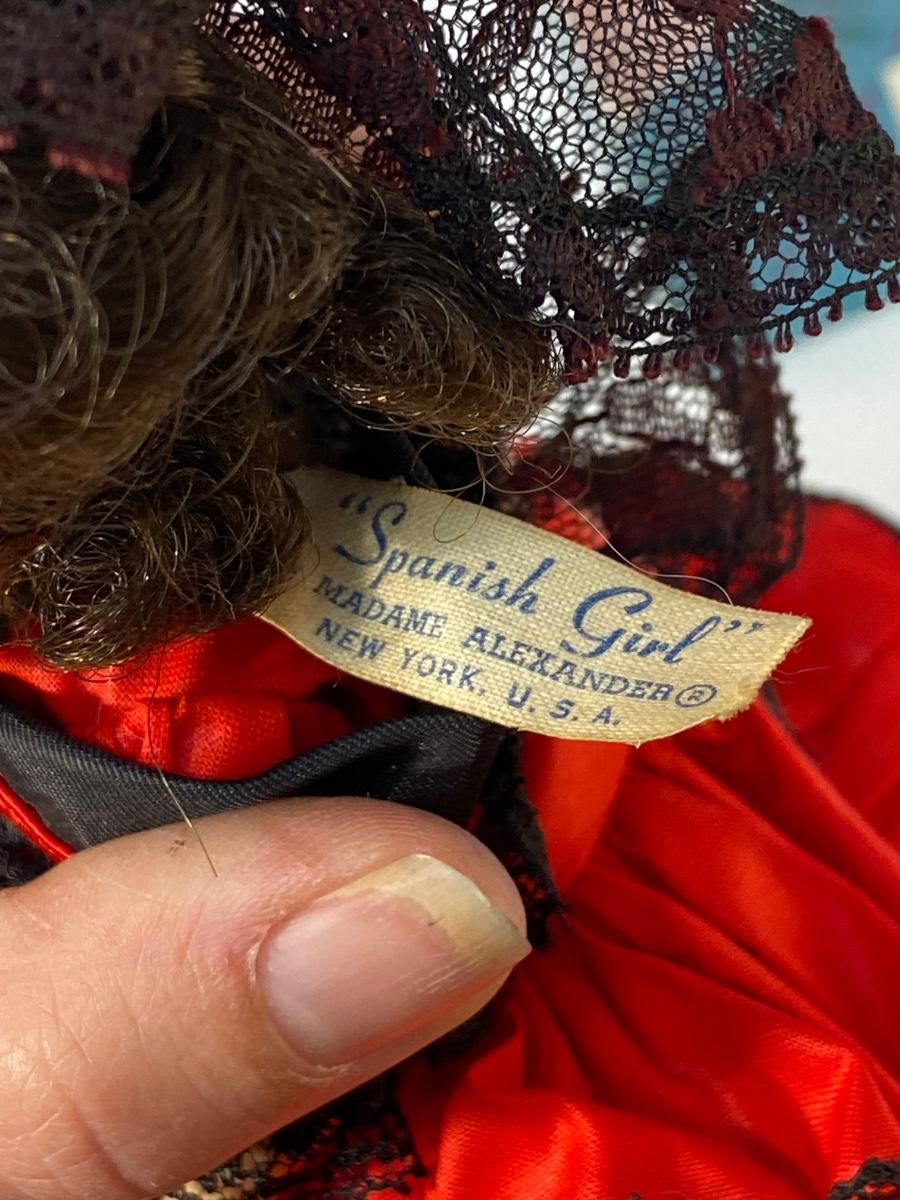 “Spanish Girl”
MADAME ALEXANDER®
NEW YORK, U. S. A.